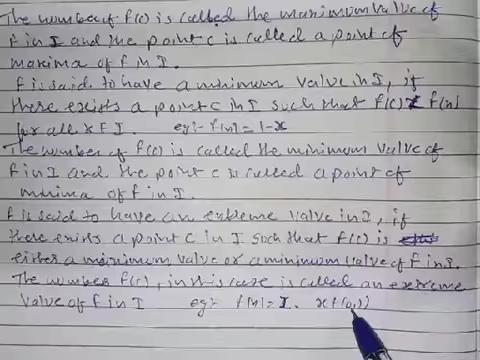 The number of f(c) is called the maximum value of
f in I and the point c is called a point of
maxima of f in I.
f is said to have a minimum value in I, if
there exists a point c in I such that f(c) f(x)
for all x ∈ I. eg:- f(x) = 1-x
The number of f(c) is called the minimum value of
f in I and the point c is called a point of
minima of f in I.
f is said to have an extreme value in I, if
there exists a point c in I such that f(c) is
either a maximum value or a minimum value of f in I.
The number f(c), in this case is called an extreme
value of f in I eg:- f(x) = x ∈ (0,1)